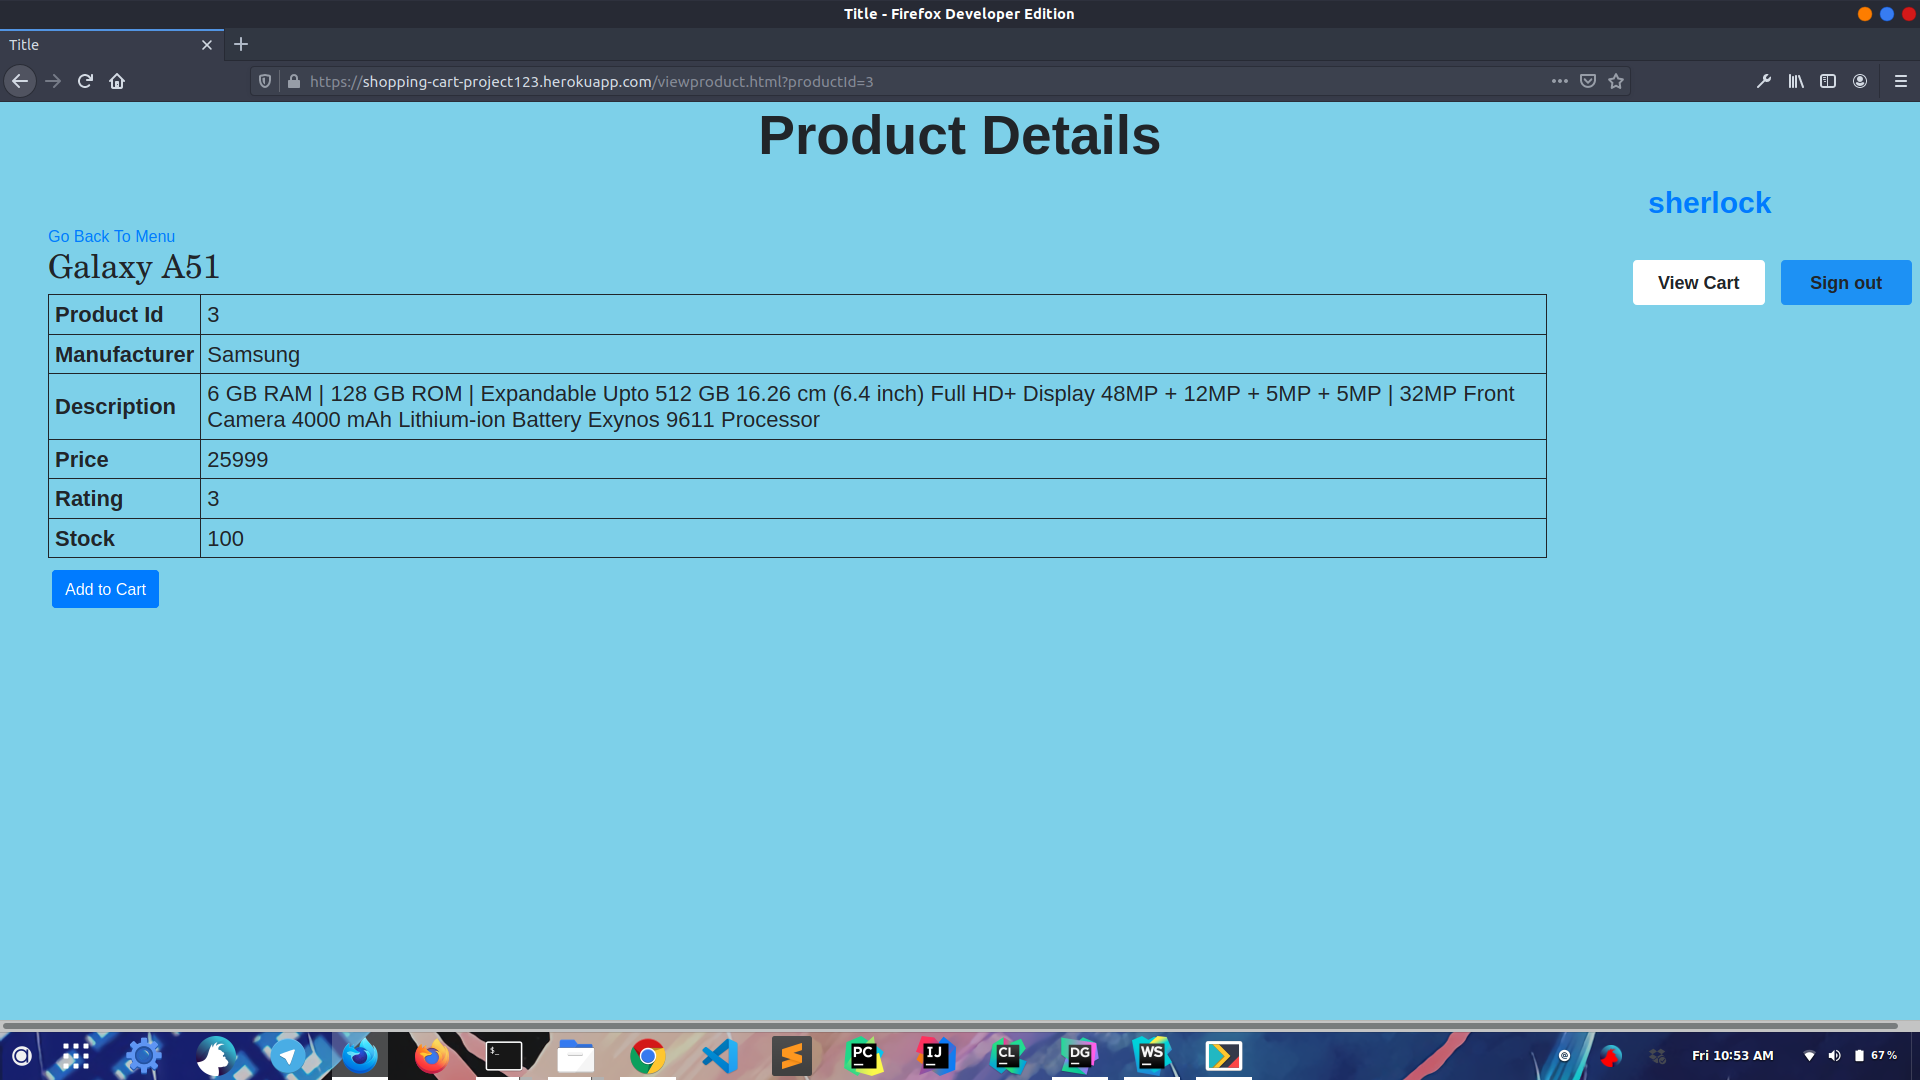 Title - Firefox Developer Edition
Title
https://shopping-cart-project123.herokuapp.com/viewproduct.html?productId=3
Product Details
sherlock
Go Back To Menu
Galaxy A51
View Cart
Sign out
Product Id 3
Manufacturer Samsung
Description 6 GB RAM | 128 GB ROM | Expandable Upto 512 GB 16.26 cm (6.4 inch) Full HD+ Display 48MP + 12MP + 5MP + 5MP | 32MP Front
Camera 4000 mAh Lithium-ion Battery Exynos 9611 Processor
Price 25999
Rating 3
Stock 100
Add to Cart
$_ PC IJ CL DG WS Fri 10:53 AM 67 %